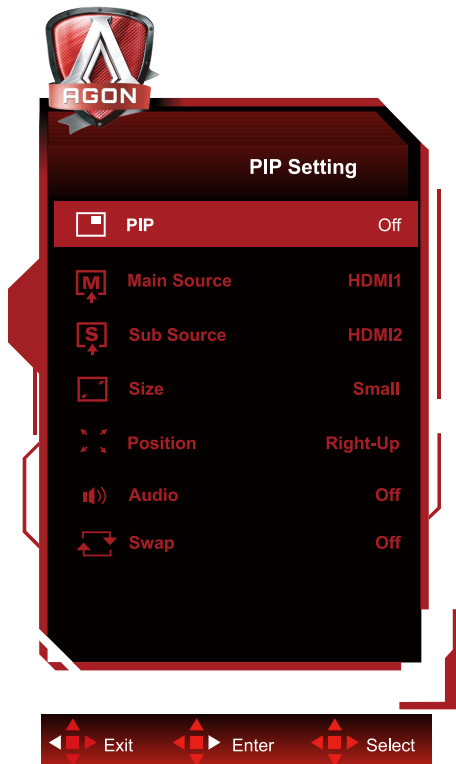 AGON
PIP Setting
PIP Off
M Main Source HDMI1
S Sub Source HDMI2
Size Small
Position Right-Up
Audio Off
Swap Off
Exit Enter Select